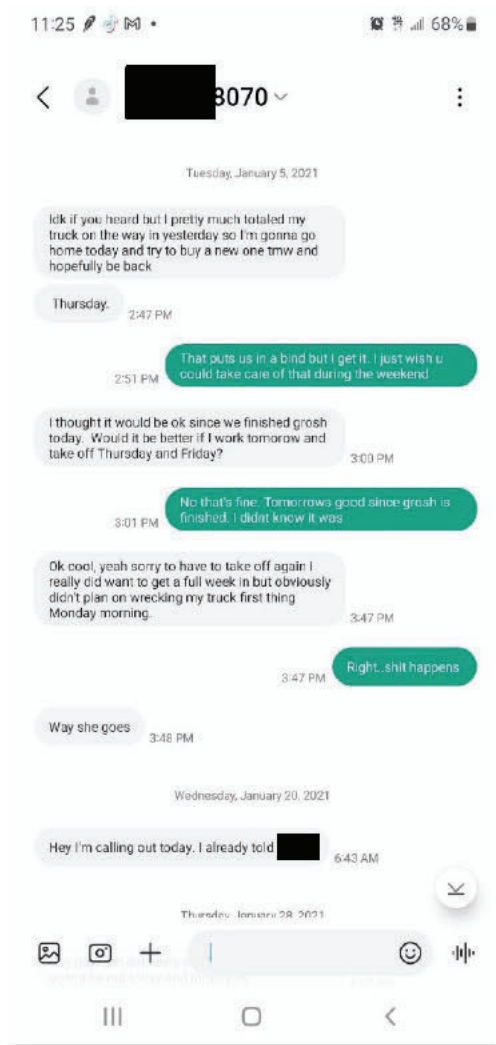 11:25
68%
8070
Tuesday, January 5, 2021
Idk if you heard but I pretty much totaled my
truck on the way in yesterday so I'm gonna go
home today and try to buy a new one tmw and
hopefully be back
Thursday.
2:47 PM
That puts us in a bind but I get it. I just wish u
could take care of that during the weekend
2:51 PM
I thought it would be ok since we finished grosh
today. Would it be better if I work tomorow and
take off Thursday and Friday?
3:00 PM
No that's fine. Tomorrows good since grosh is
finished. I didnt know it was
3:01 PM
Ok cool, yeah sorry to have to take off again I
really did want to get a full week in but obviously
didn't plan on wrecking my truck first thing
Monday morning.
3:47 PM
Right..shit happens
3:47 PM
Way she goes
3:48 PM
Wednesday, January 20, 2021
Hey I'm calling out today. I already told
6:43 AM
Thursday, January 28, 2021